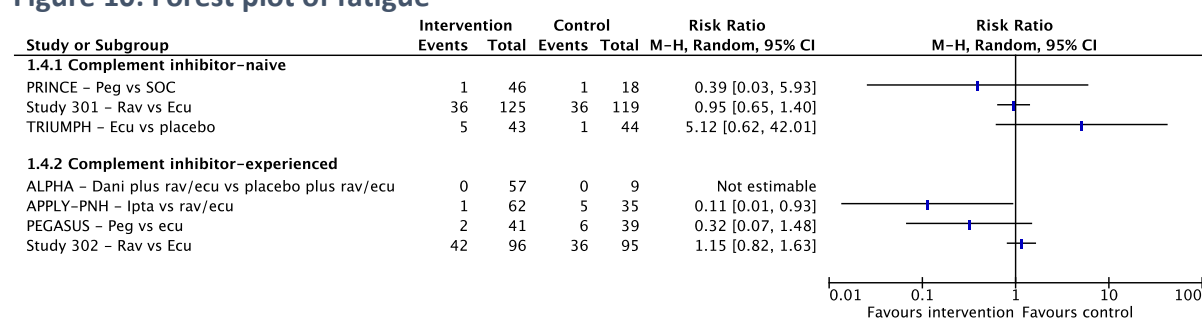 Figure 10. Forest plot of fatigue
Intervention Control Risk Ratio Risk Ratio
Study or Subgroup Events Total Events Total M-H, Random, 95% CI M-H, Random, 95% CI
1.4.1 Complement inhibitor-naive
PRINCE – Peg vs SOC 1 46 1 18 0.39 [0.03, 5.93]
Study 301 – Rav vs Ecu 36 125 36 119 0.95 [0.65, 1.40]
TRIUMPH – Ecu vs placebo 5 43 1 44 5.12 [0.62, 42.01]
1.4.2 Complement inhibitor-experienced
ALPHA – Dani plus rav/ecu vs placebo plus rav/ecu 0 57 0 9 Not estimable
APPLY-PNH – Ipta vs rav/ecu 1 62 5 35 0.11 [0.01, 0.93]
PEGASUS – Peg vs ecu 2 41 6 39 0.32 [0.07, 1.48]
Study 302 – Rav vs Ecu 42 96 36 95 1.15 [0.82, 1.63]
0.01 0.1 1 10 100
Favours intervention Favours control